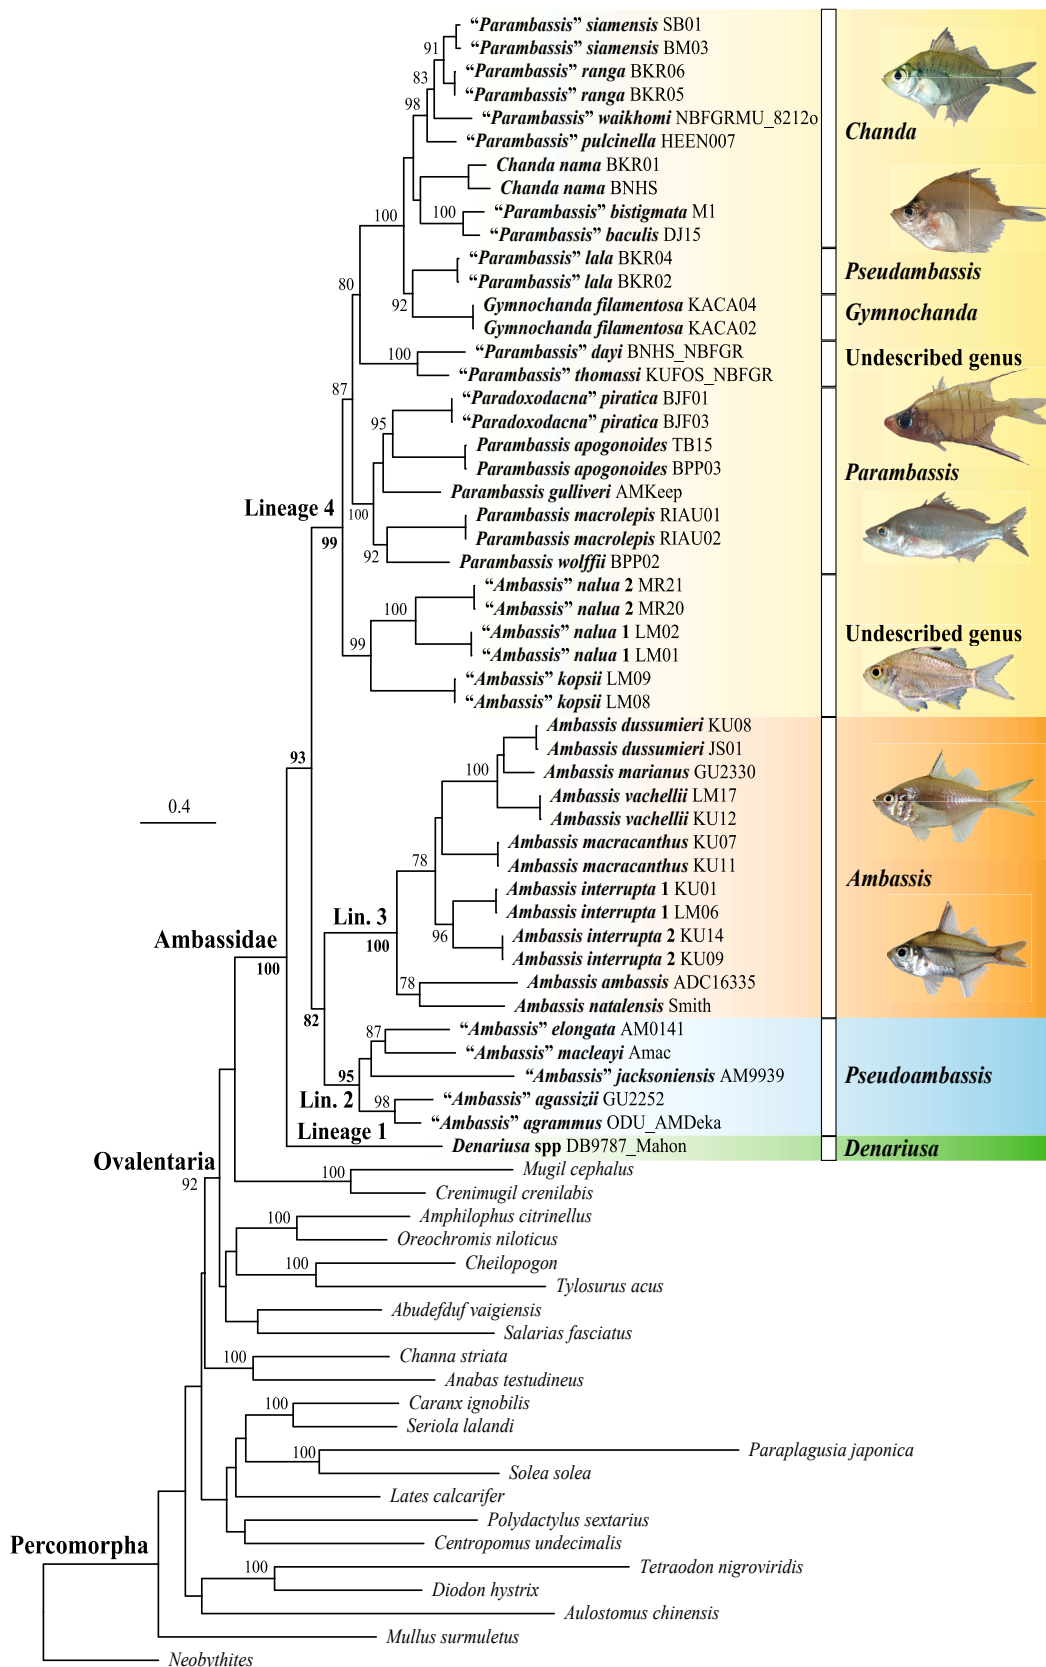 "Parambassis" siamensis SB01
91
"Parambassis" siamensis BM03
"Parambassis" ranga BKR06
83
"Parambassis" ranga BKR05
98
"Parambassis" waikhomi NBFGRMU_8212o
Chanda
"Parambassis" pulcinella HEEN007
Chanda nama BKR01
Chanda nama BNHS
100
100
"Parambassis" bistigmata M1
"Parambassis" baculis DJ15
"Parambassis" lala BKR04
Pseudambassis
80
"Parambassis" lala BKR02
92
Gymnochanda filamentosa KACA04
Gymnochanda
Gymnochanda filamentosa KACA02
100
"Parambassis" dayi BNHS_NBFGR
Undescribed genus
"Parambassis" thomassi KUFOS_NBFGR
87
"Paradoxodacna" piratica BJF01
95
"Paradoxodacna" piratica BJF03
Parambassis apogonoides TB15
Parambassis apogonoides BPP03
Parambassis
Parambassis gulliveri AMKeep
Lineage 4
100
Parambassis macrolepis RIAU01
99
Parambassis macrolepis RIAU02
92
Parambassis wolffii BPP02
"Ambassis" nalua 2 MR21
100
"Ambassis" nalua 2 MR20
"Ambassis" nalua 1 LM02
Undescribed genus
99
"Ambassis" nalua 1 LM01
"Ambassis" kopsii LM09
"Ambassis" kopsii LM08
Ambassis dussumieri KU08
93
Ambassis dussumieri JS01
100
Ambassis marianus GU2330
0.4
Ambassis vachellii LM17
Ambassis vachellii KU12
Ambassis macracanthus KU07
78
Ambassis macracanthus KU11
Ambassis
Ambassis interrupta 1 KU01
Lin. 3
Ambassis interrupta 1 LM06
Ambassidae
100
96
Ambassis interrupta 2 KU14
100
Ambassis interrupta 2 KU09
78
Ambassis ambassis ADC16335
Ambassis natalensis Smith
82
87
"Ambassis" elongata AM0141
"Ambassis" macleayi Amac
95
"Ambassis" jacksoniensis AM9939
Pseudoambassis
Lin. 2
98
"Ambassis" agassizii GU2252
Lineage 1
"Ambassis" agrammus ODU_AMDeka
Denariusa spp DB9787_Mahon
Denariusa
Ovalentaria
92
100
Mugil cephalus
Crenimugil crenilabis
100
Amphilophus citrinellus
Oreochromis niloticus
100
Cheilopogon
Tylosurus acus
Abudefduf vaigiensis
Salarias fasciatus
100
Channa striata
Anabas testudineus
100
Caranx ignobilis
Seriola lalandi
100
Paraplagusia japonica
Solea solea
Lates calcarifer
Polydactylus sextarius
Percomorpha
Centropomus undecimalis
100
Tetraodon nigroviridis
Diodon hystrix
Aulostomus chinensis
Mullus surmuletus
Neobythites